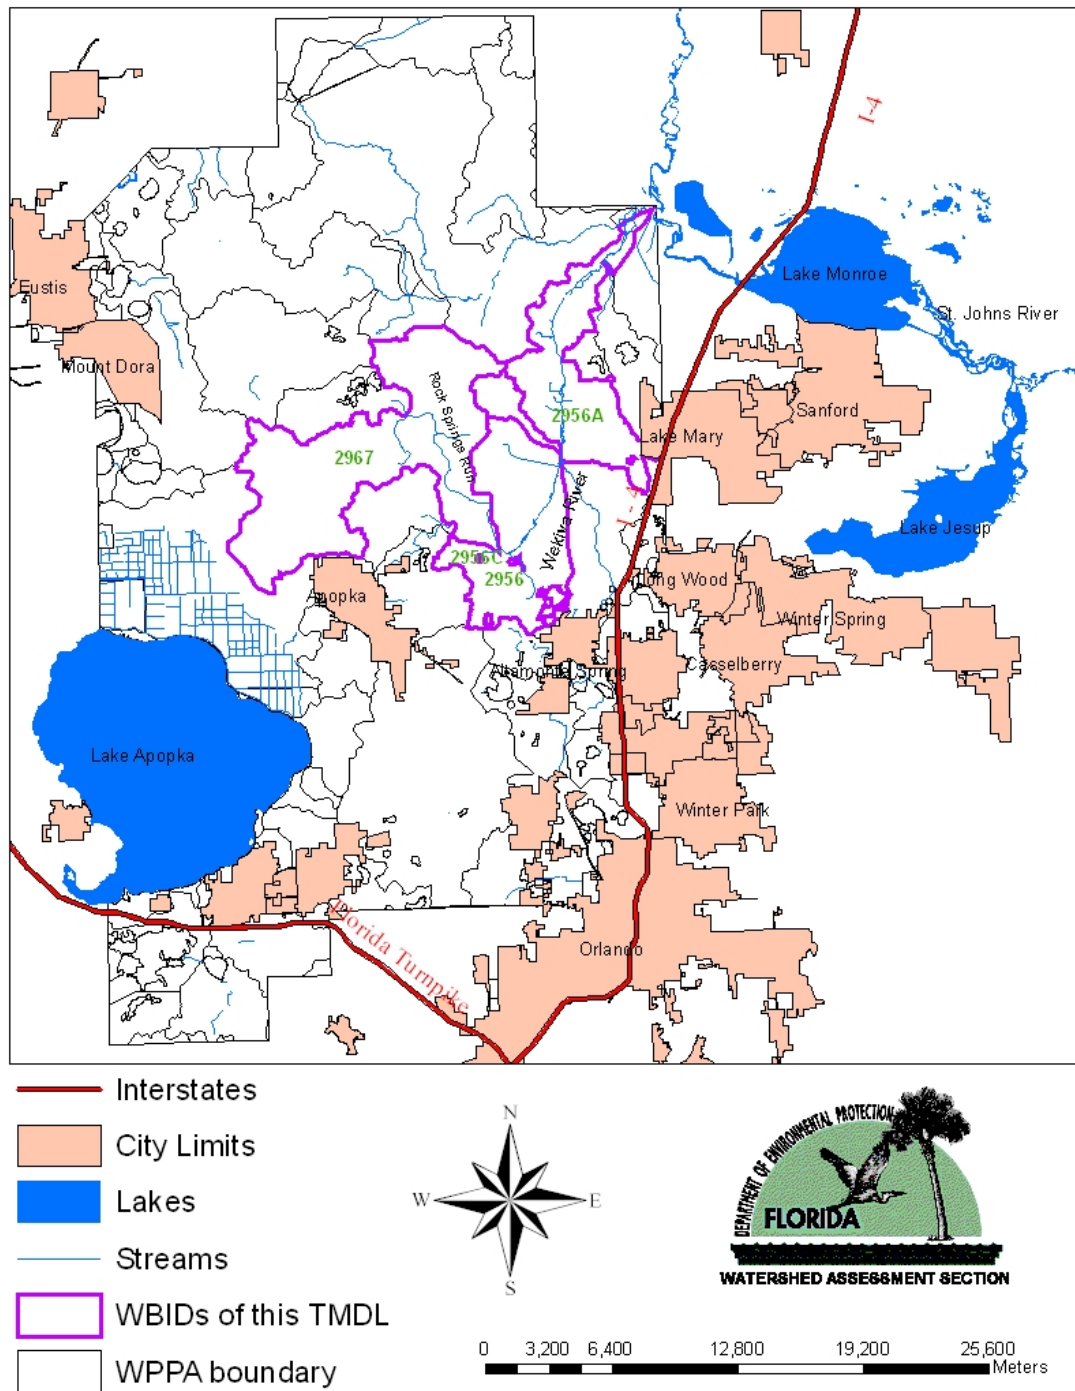 I-4
Lake Monroe
Eustis
St. Johns River
Mount Dora
Rock Springs Run
2956A
Sanford
Lake Mary
2967
I - 4
Wekiva River
Lake Jesup
2956C
2956
Long Wood
Apopka
Winter Spring
Altamonte Spring
Casselberry
Lake Apopka
Winter Park
Florida Turnpike
Orlando
Interstates
City Limits
Lakes
Streams
WBIDs of this TMDL
WPPA boundary
N
W
E
S
DEPARTMENT OF ENVIRONMENTAL PROTECTION
FLORIDA
WATERSHED ASSESSMENT SECTION
0 3,200 6,400 12,800 19,200 25,600
Meters